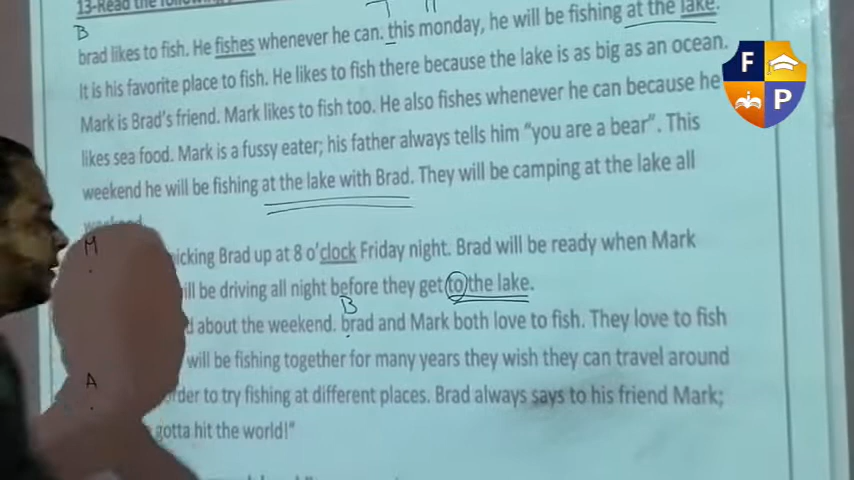 13-Read the following
B
brad likes to fish. He fishes whenever he can. this monday, he will be fishing at the lake.
It is his favorite place to fish. He likes to fish there because the lake is as big as an ocean.
Mark is Brad's friend. Mark likes to fish too. He also fishes whenever he can because he
likes sea food. Mark is a fussy eater; his father always tells him "you are a bear". This
weekend he will be fishing at the lake with Brad. They will be camping at the lake all
weekend
M
picking Brad up at 8 o'clock Friday night. Brad will be ready when Mark
will be driving all night before they get to the lake.
B
about the weekend. brad and Mark both love to fish. They love to fish
will be fishing together for many years they wish they can travel around
A
order to try fishing at different places. Brad always says to his friend Mark;
gotta hit the world!"
F
P